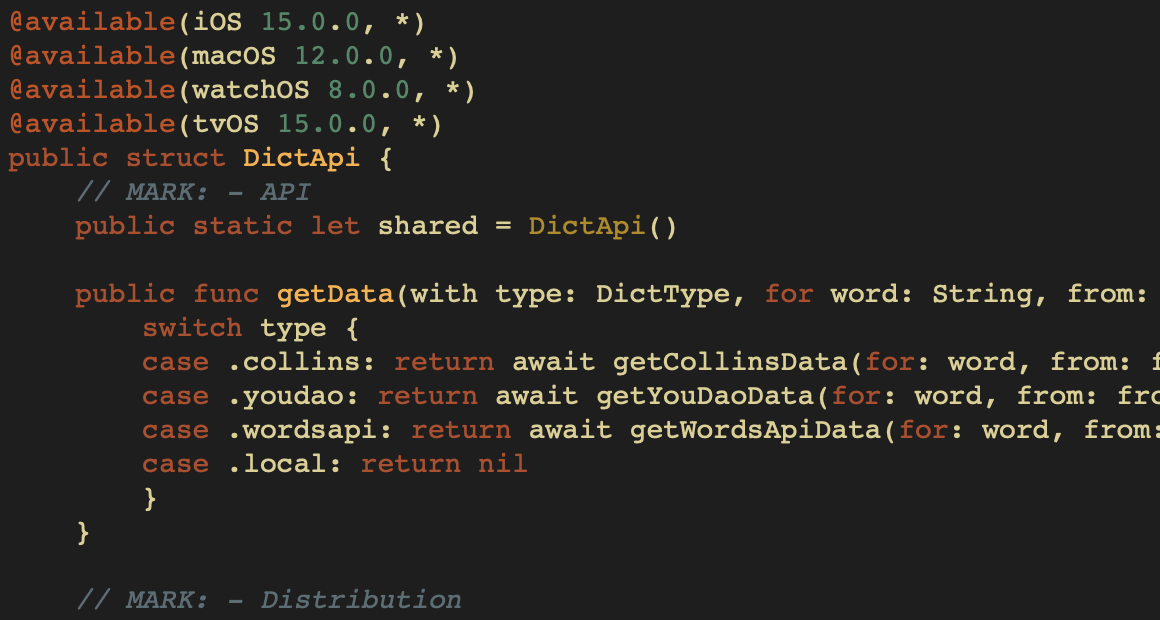 @available(iOS 15.0.0, *)
@available(macOS 12.0.0, *)
@available(watchOS 8.0.0, *)
@available(tvOS 15.0.0, *)
public struct DictApi {
    // MARK: - API
    public static let shared = DictApi()

    public func getData(with type: DictType, for word: String, from:
        switch type {
        case .collins: return await getCollinsData(for: word, from:
        case .youdao: return await getYouDaoData(for: word, from:
        case .wordsapi: return await getWordsApiData(for: word, from:
        case .local: return nil
        }
    }

    // MARK: - Distribution